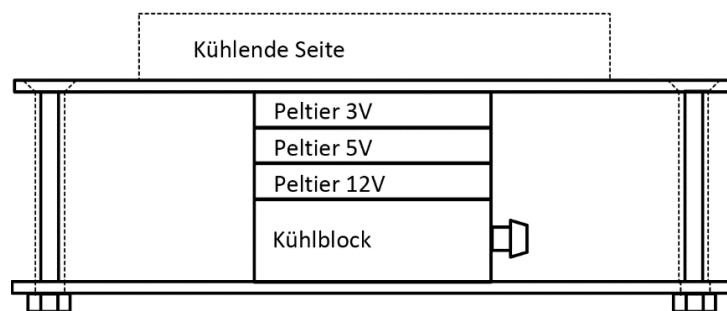 Kühlende Seite
Peltier 3V
Peltier 5V
Peltier 12V
Kühlblock